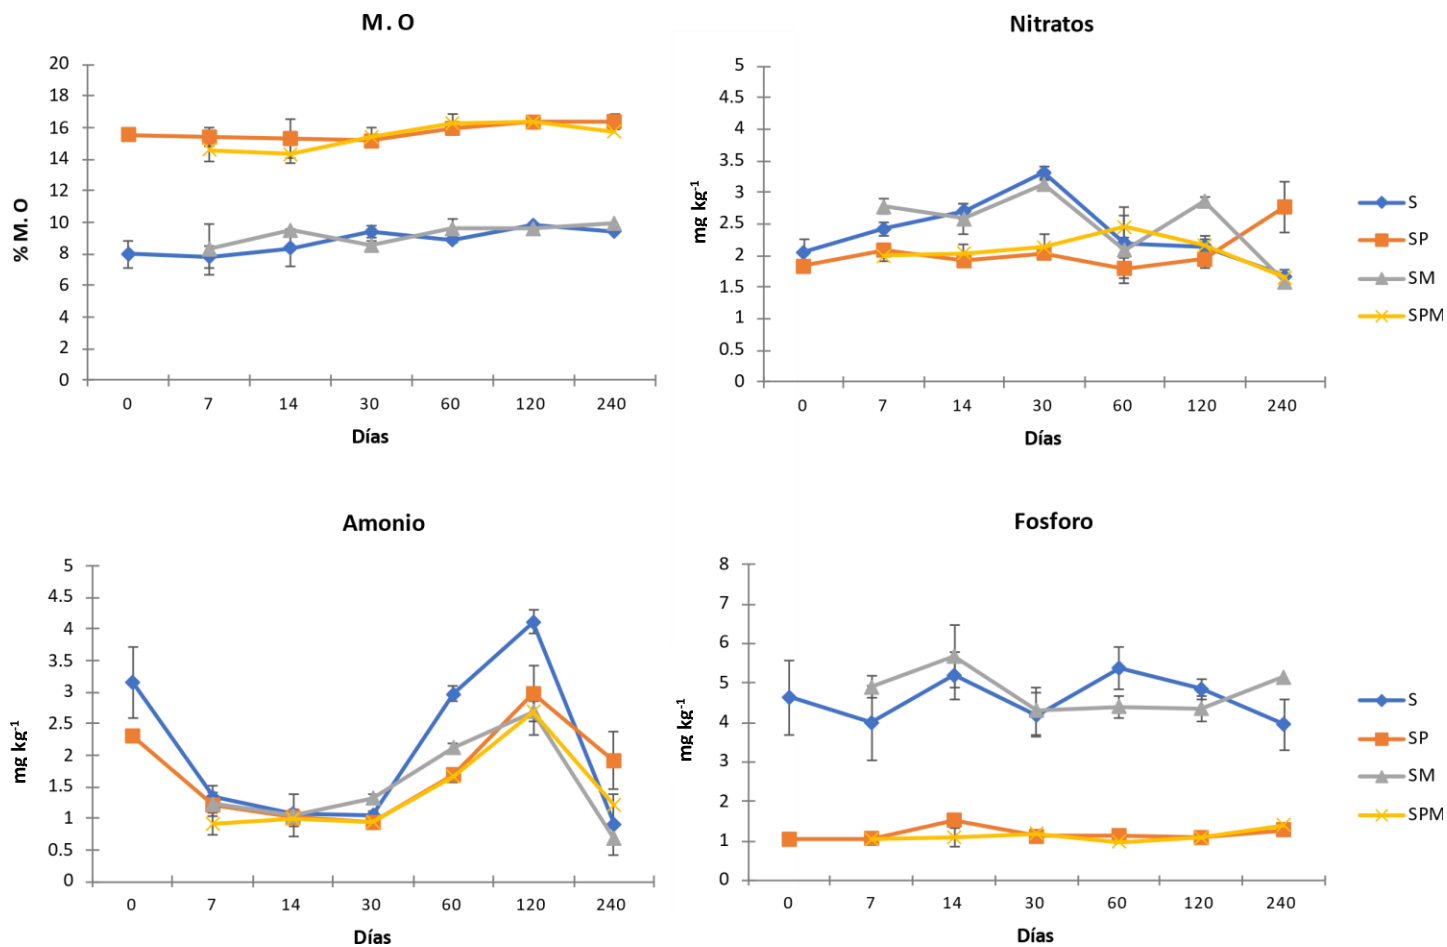 M. O
% M. O
20
18
16
14
12
10
8
6
4
2
0
0 7 14 30 60 120 240
Días
Nitratos
mg kg-1
5
4.5
4
3.5
3
2.5
2
1.5
1
0.5
0
0 7 14 30 60 120 240
Días
S
SP
SM
SPM
Amonio
mg kg-1
5
4.5
4
3.5
3
2.5
2
1.5
1
0.5
0
0 7 14 30 60 120 240
Días
Fosforo
mg kg-1
8
7
6
5
4
3
2
1
0
0 7 14 30 60 120 240
Días
S
SP
SM
SPM